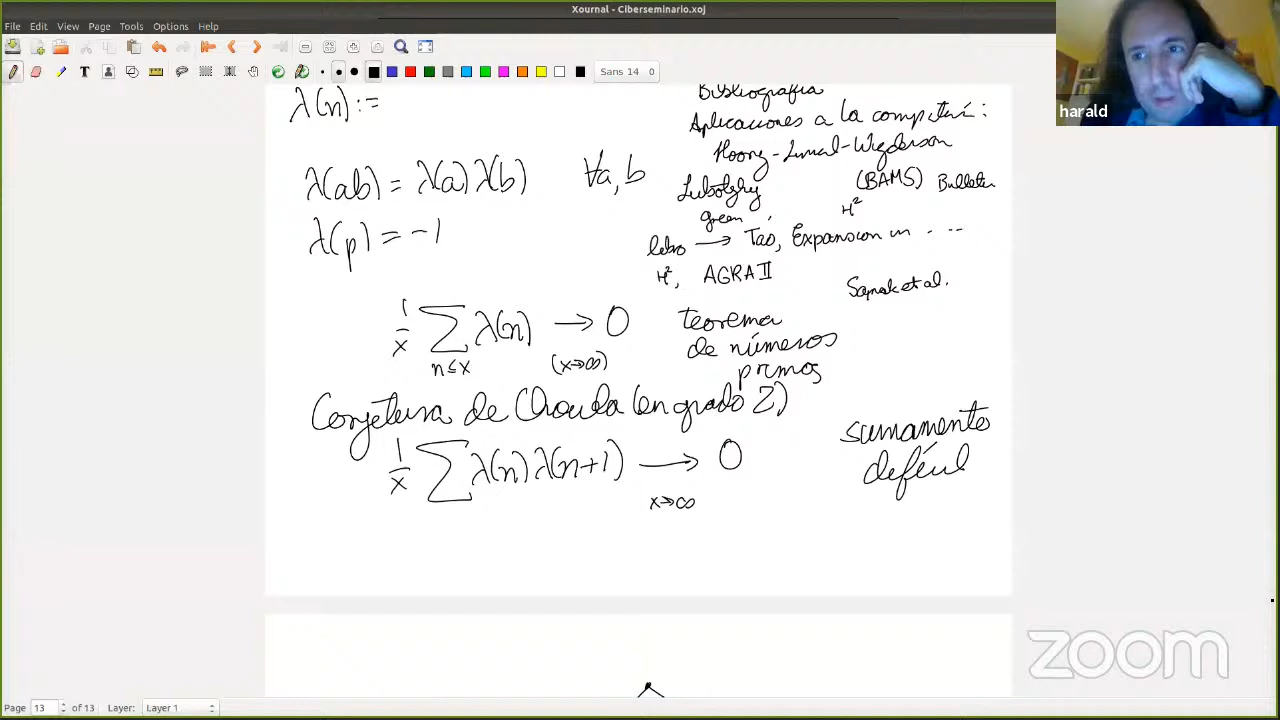 Xournal - Ciberseminario.xoj
File Edit View Page Tools Options Help
Sans 14 0
harald
λ(n) :=
λ(ab) = λ(a) λ(b) ∀a, b
λ(p) = -1
1/x ∑_{n≤x} λ(n) → 0 (x→∞)
teorema
de números
primos
Conjetura de Chowla (en grado 2)
1/x ∑ λ(n) λ(n+1) → 0
x→∞
sumamente
difícil
Bibliografia
Aplicaciones a la comput.:
Hoory-Linial-Wigderson
(BAMS) Bulletin
Lubotzky
H²
green
libro → Tao, Expansion in ...
H², AGRA II
Sarnak et al.
zoom
Page 13 of 13 Layer: Layer 1